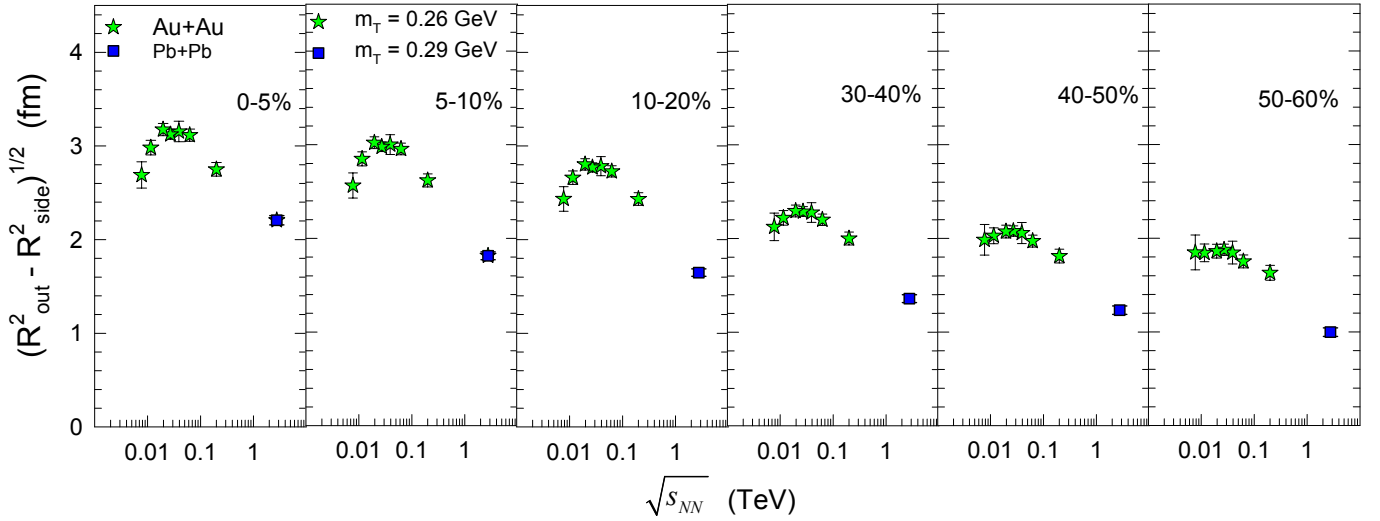 Au+Au
Pb+Pb
m_T = 0.26 GeV
m_T = 0.29 GeV
0-5%
5-10%
10-20%
30-40%
40-50%
50-60%
(R²_out - R²_side)^1/2 (fm)
4
3
2
1
0
0.01 0.1 1
0.01 0.1 1
0.01 0.1 1
0.01 0.1 1
0.01 0.1 1
0.01 0.1 1
√s_NN (TeV)